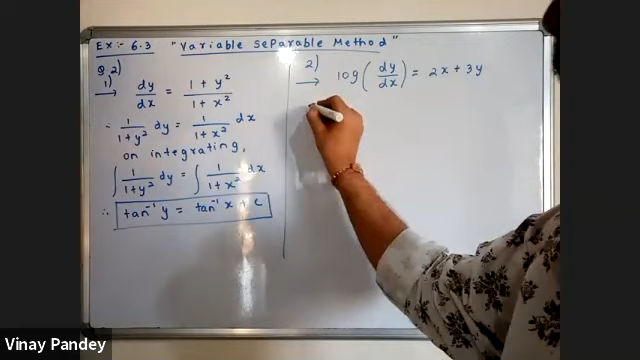 Ex:- 6.3 "Variable Separable Method"
Q.2)
1) → dy/dx = 1 + y² / 1 + x²
∴ 1/1+y² dy = 1/1+x² dx
on integrating,
∫ 1/1+y² dy = ∫ 1/1+x² dx
∴ tan⁻¹ y = tan⁻¹ x + c
2)
→ log ( dy/dx ) = 2x + 3y
Vinay Pandey